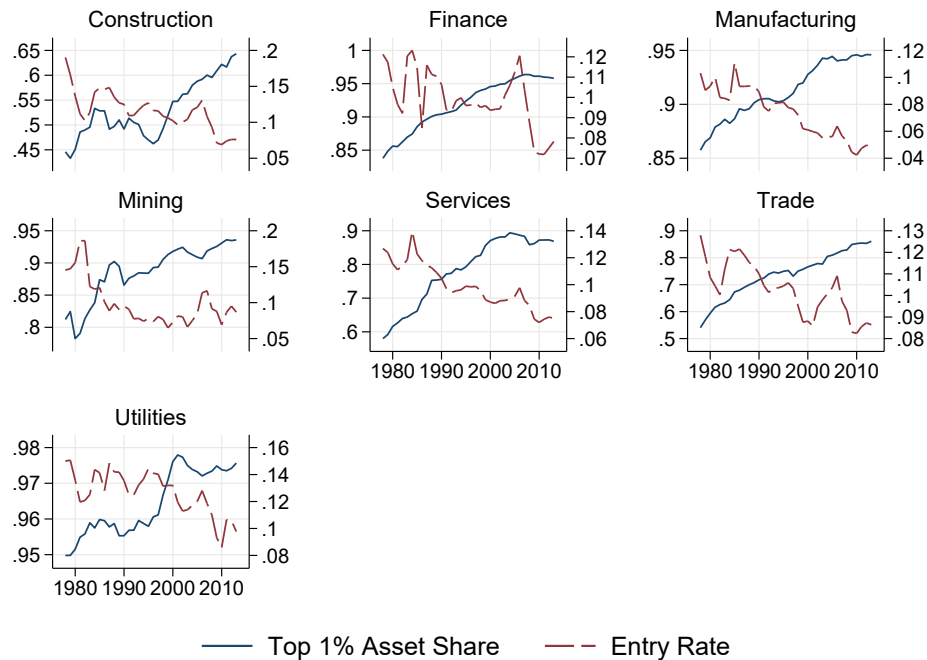 Construction Finance Manufacturing
.65 .2 1 .12 .95 .12
.6 .11
.15 .95 .1
.55 .1 .9 .08
.5 .1 .9 .09
.08 .06
.45 .05 .85 .07 .85 .04
Mining Services Trade
.95 .2 .9 .14 .9 .13
.12 .8 .12
.9 .15 .8 .11
.1 .7
.85 .1 .7 .1
.08 .6 .09
.8 .05 .6 .06 .5 .08
1980 1990 2000 2010 1980 1990 2000 2010
Utilities
.98 .16
.97 .14
.12
.96 .1
.95 .08
1980 1990 2000 2010
Top 1% Asset Share Entry Rate